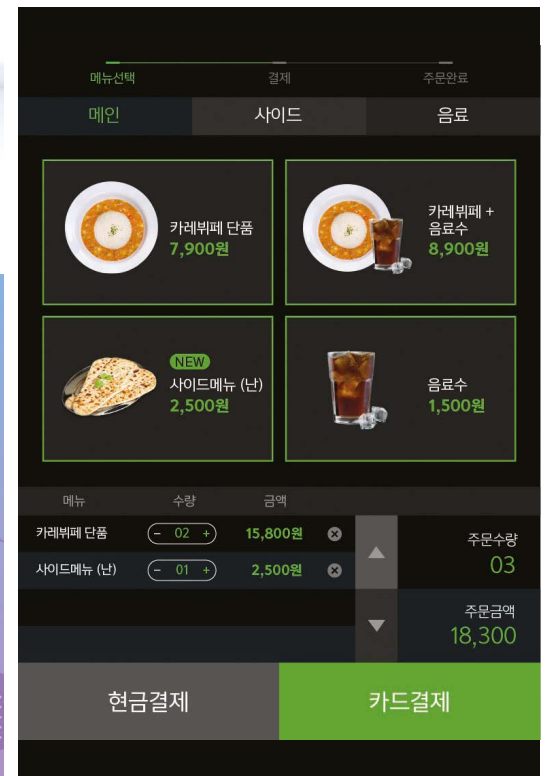 메뉴선택 결제 주문완료
메인 사이드 음료
카레뷔페 단품
7,900원
카레뷔페 +
음료수
8,900원
NEW
사이드메뉴 (난)
2,500원
음료수
1,500원
메뉴 수량 금액
카레뷔페 단품 - 02 + 15,800원
사이드메뉴 (난) - 01 + 2,500원
주문수량
03
주문금액
18,300
현금결제 카드결제